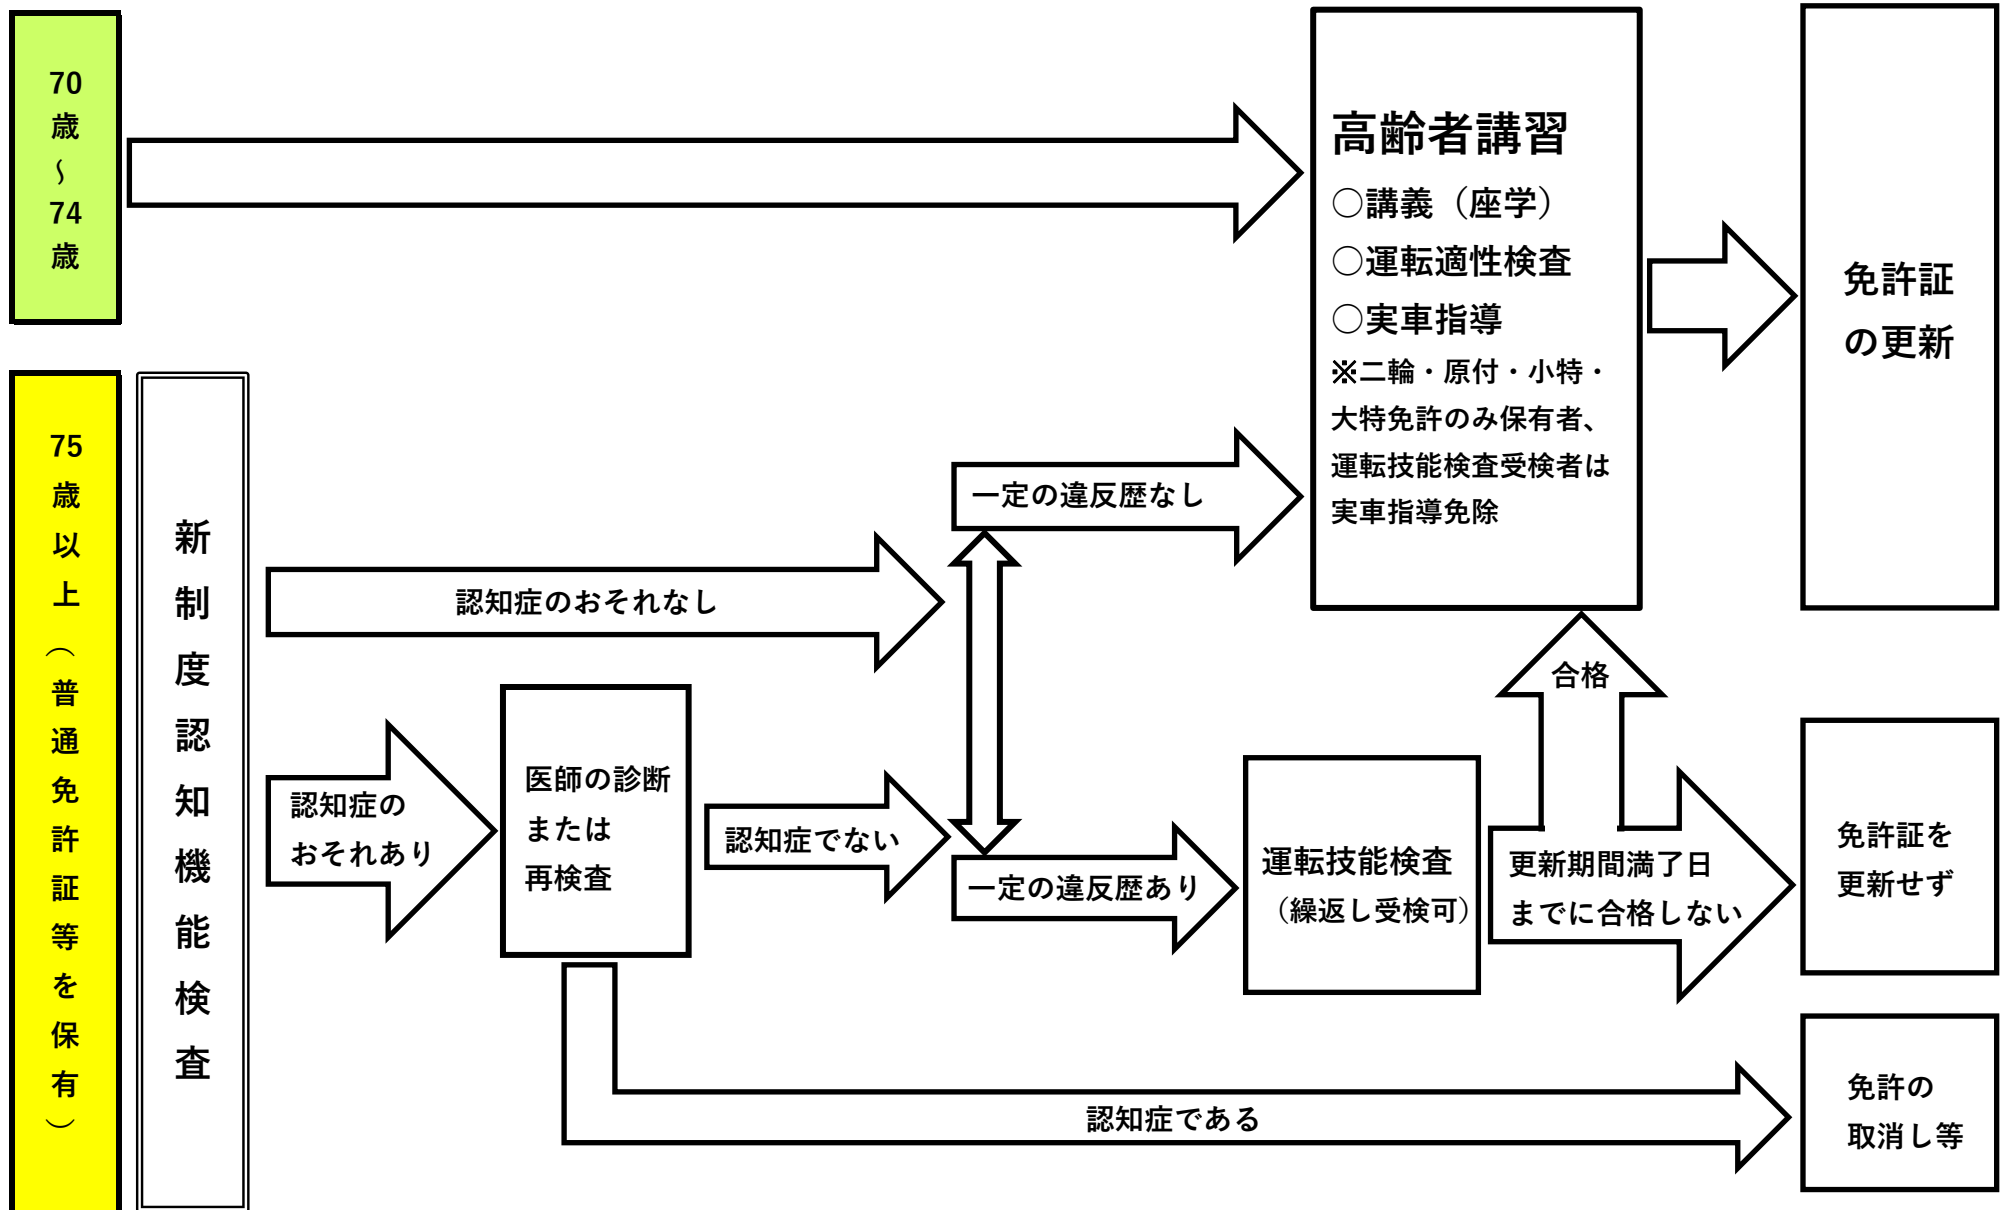 70歳～74歳
高齢者講習
○講義（座学）
○運転適性検査
○実車指導
※二輪・原付・小特・
大特免許のみ保有者、
運転技能検査受検者は
実車指導免除
免許証
の更新
75歳以上（普通免許証等を保有）
新制度認知機能検査
一定の違反歴なし
認知症のおそれなし
認知症の
おそれあり
医師の診断
または
再検査
認知症でない
一定の違反歴あり
運転技能検査
（繰返し受検可）
合格
更新期間満了日
までに合格しない
免許証を
更新せず
認知症である
免許の
取消し等